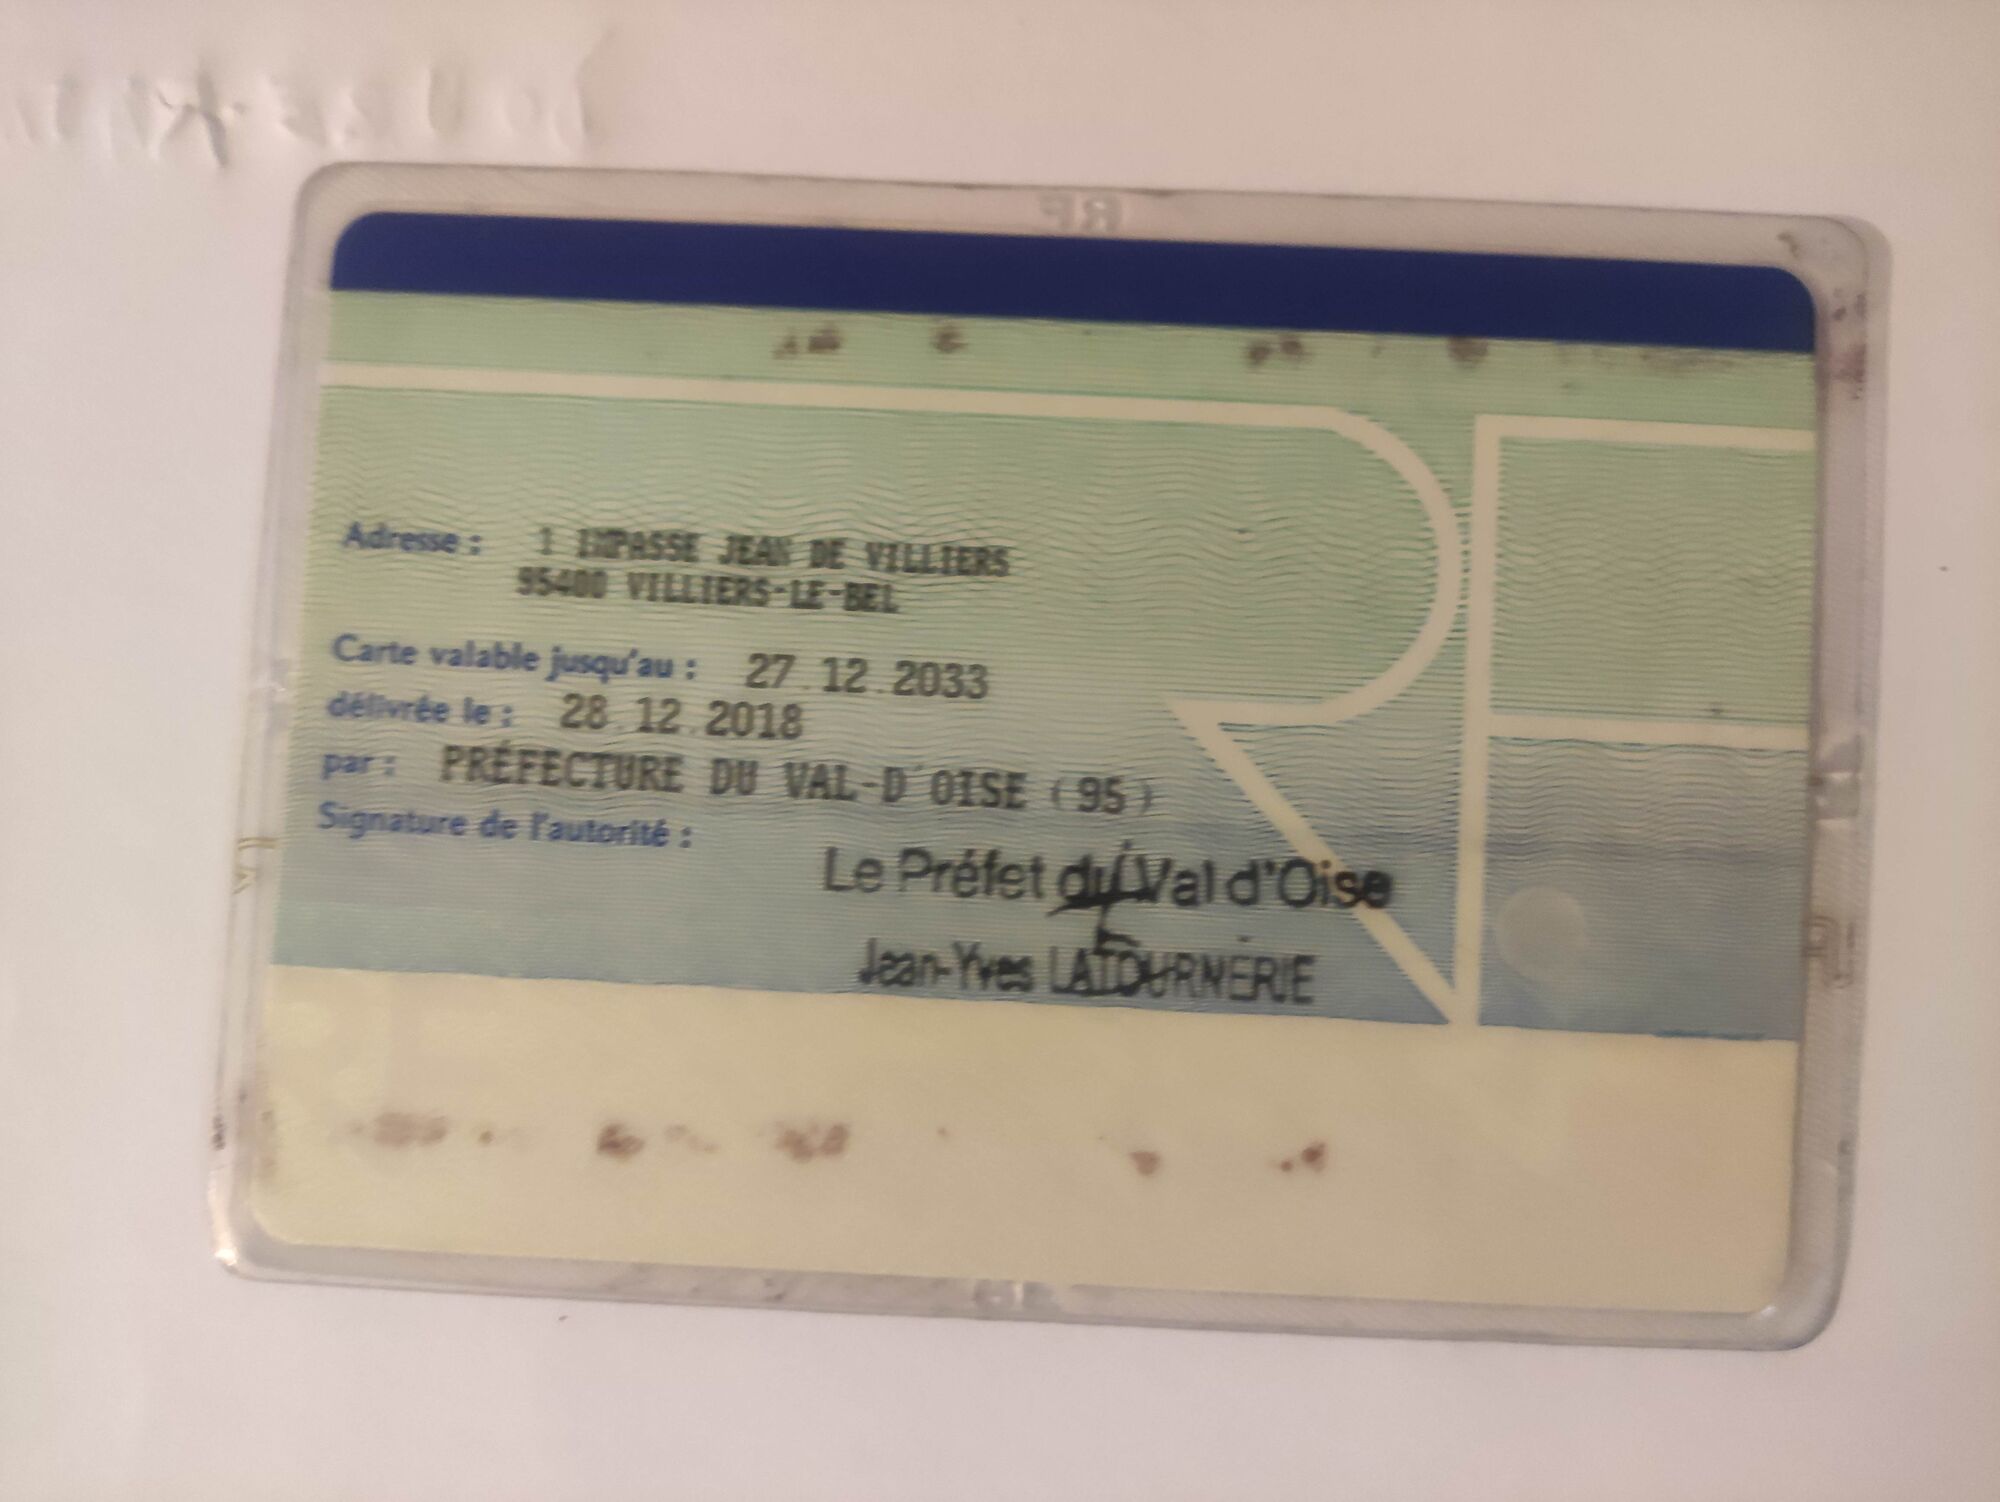 RF
Adresse : 1 IMPASSE JEAN DE VILLIERS
95400 VILLIERS-LE-BEL
Carte valable jusqu'au : 27.12.2033
délivrée le : 28.12.2018
par : PRÉFECTURE DU VAL-D'OISE (95)
Signature de l'autorité :
Le Préfet du Val d'Oise
Jean-Yves LATOURNERIE